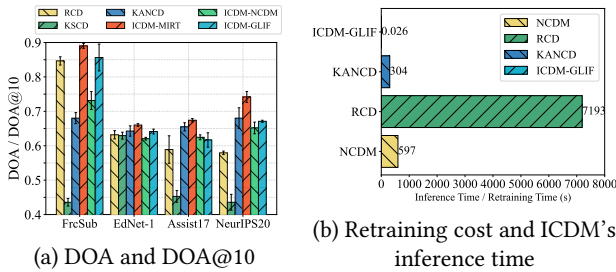 RCD KANCD ICDM-NCDM
KSCD ICDM-MIRT ICDM-GLIF
DOA / DOA@10
0.9
0.8
0.7
0.6
0.5
0.4
FrcSub EdNet-1 Assist17 NeurIPS20
(a) DOA and DOA@10
NCDM
RCD
KANCD
ICDM-GLIF
ICDM-GLIF 0.026
KANCD 304
RCD 7193
NCDM 597
0 1000 2000 3000 4000 5000 6000 7000 8000
Inference Time / Retraining Time (s)
(b) Retraining cost and ICDM's
inference time